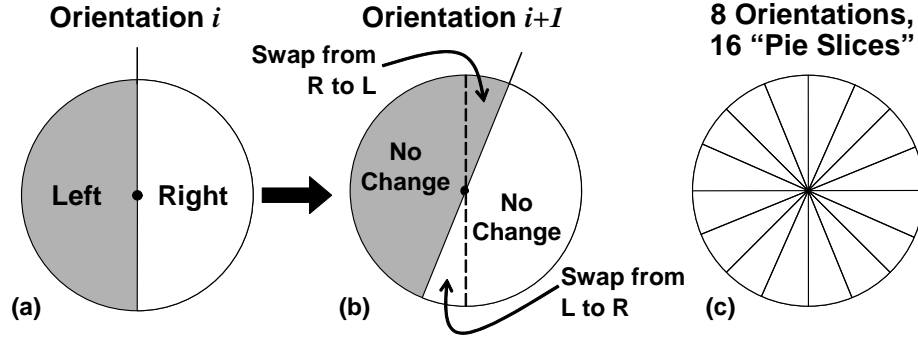 Orientation i
Left
Right
(a)
Orientation i+1
Swap from
R to L
No
Change
No
Change
Swap from
L to R
(b)
8 Orientations,
16 “Pie Slices”
(c)